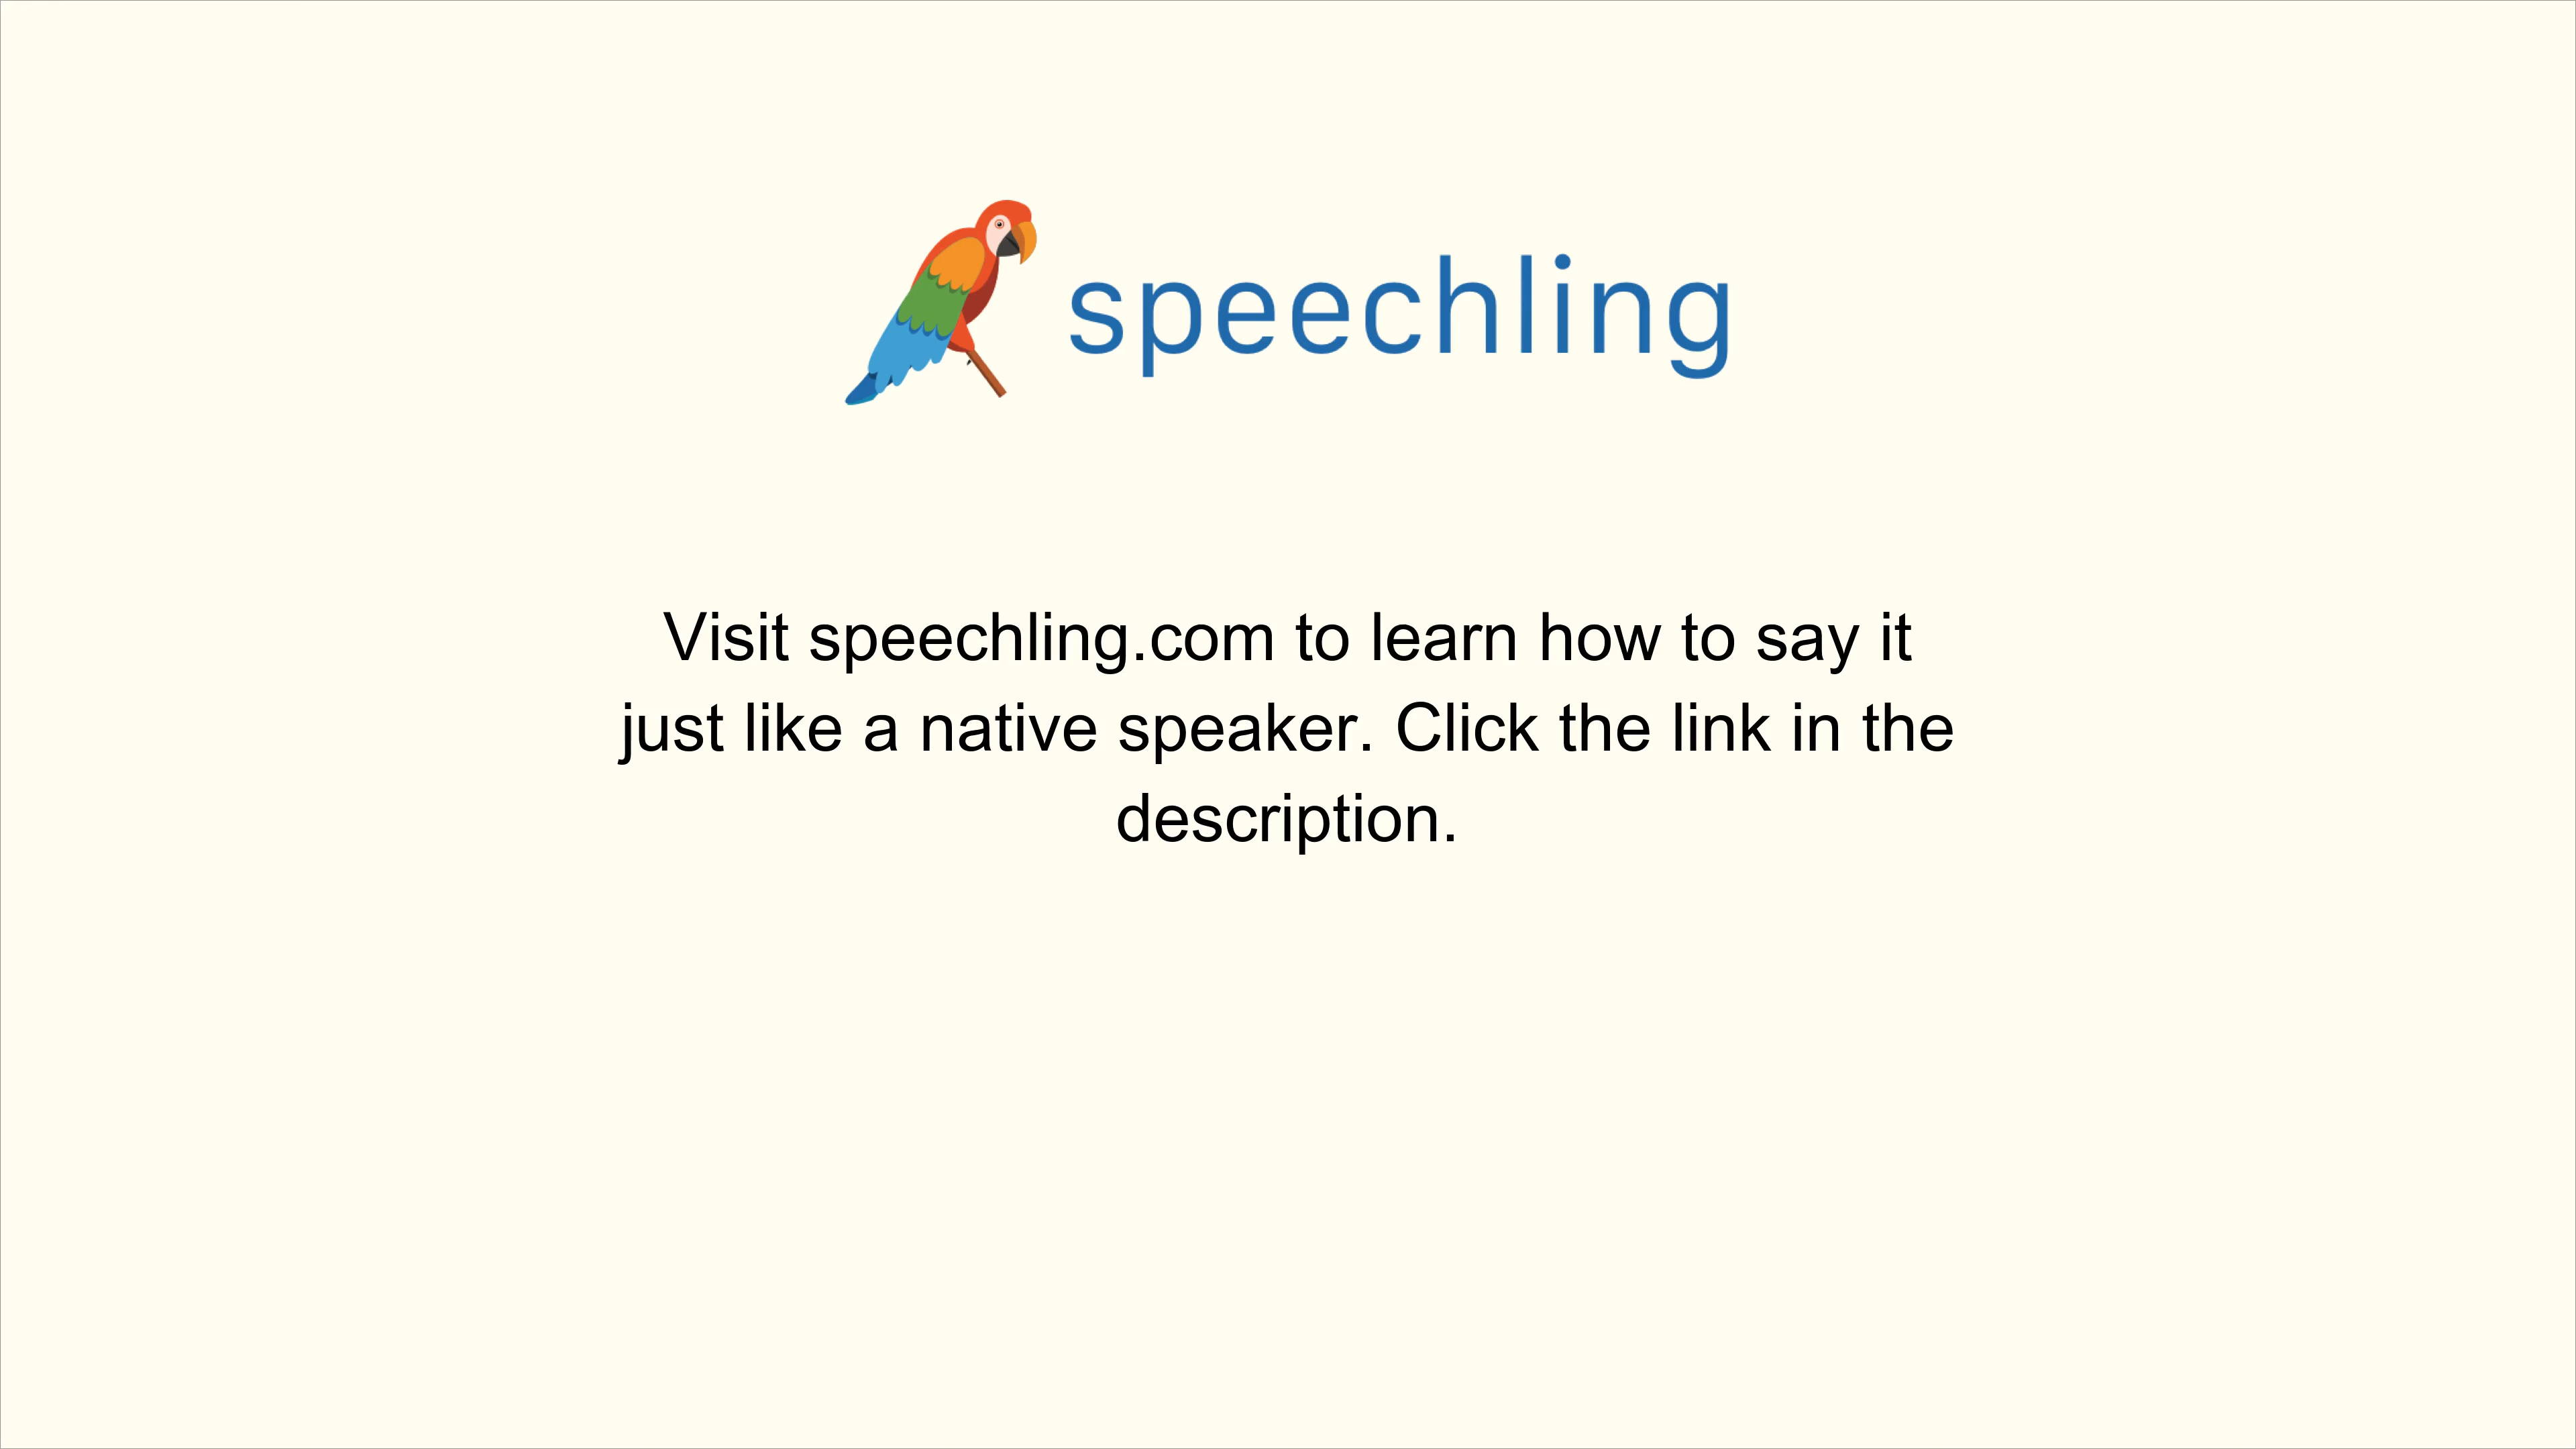 speechling
Visit speechling.com to learn how to say it
just like a native speaker. Click the link in the
description.